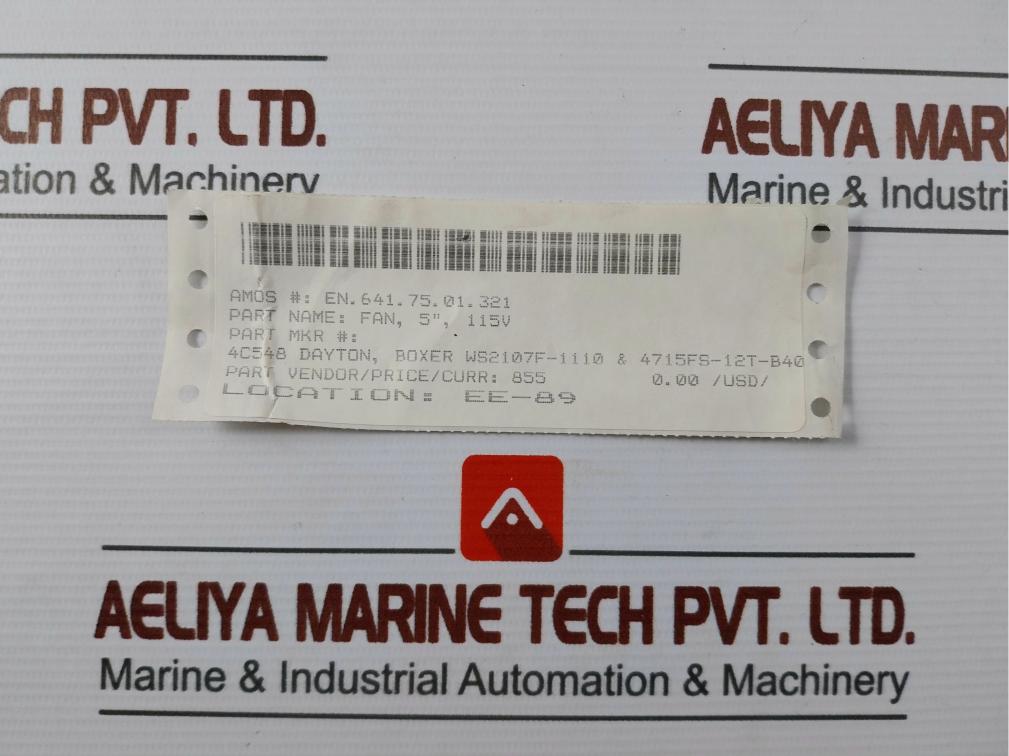 CH PVT. LTD.
ation & Machinery
AELIYA MAR
Marine & Industri
AMOS #: EN.641.75.01.321
PART NAME: FAN, 5", 115V
PART MKR #:
4C548 DAYTON, BOXER WS2107F-1110 & 4715FS-12T-B40
PART VENDOR/PRICE/CURR: 855 0.00 /USD/
LOCATION: EE-89
AELIYA MARINE TECH PVT. LTD.
Marine & Industrial Automation & Machinery